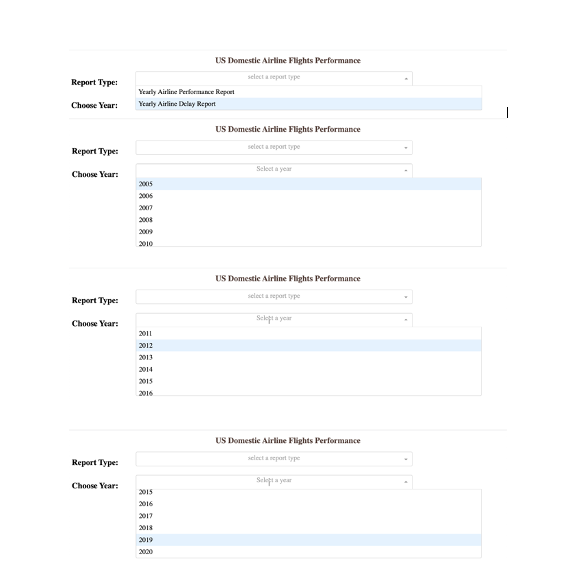 US Domestic Airline Flights Performance
Report Type: select a report type
Yearly Airline Performance Report
Choose Year: Yearly Airline Delay Report
US Domestic Airline Flights Performance
Report Type: select a report type
Choose Year: Select a year
2005
2006
2007
2008
2009
2010
US Domestic Airline Flights Performance
Report Type: select a report type
Choose Year: Select a year
2011
2012
2013
2014
2015
2016
US Domestic Airline Flights Performance
Report Type: select a report type
Choose Year: Select a year
2015
2016
2017
2018
2019
2020